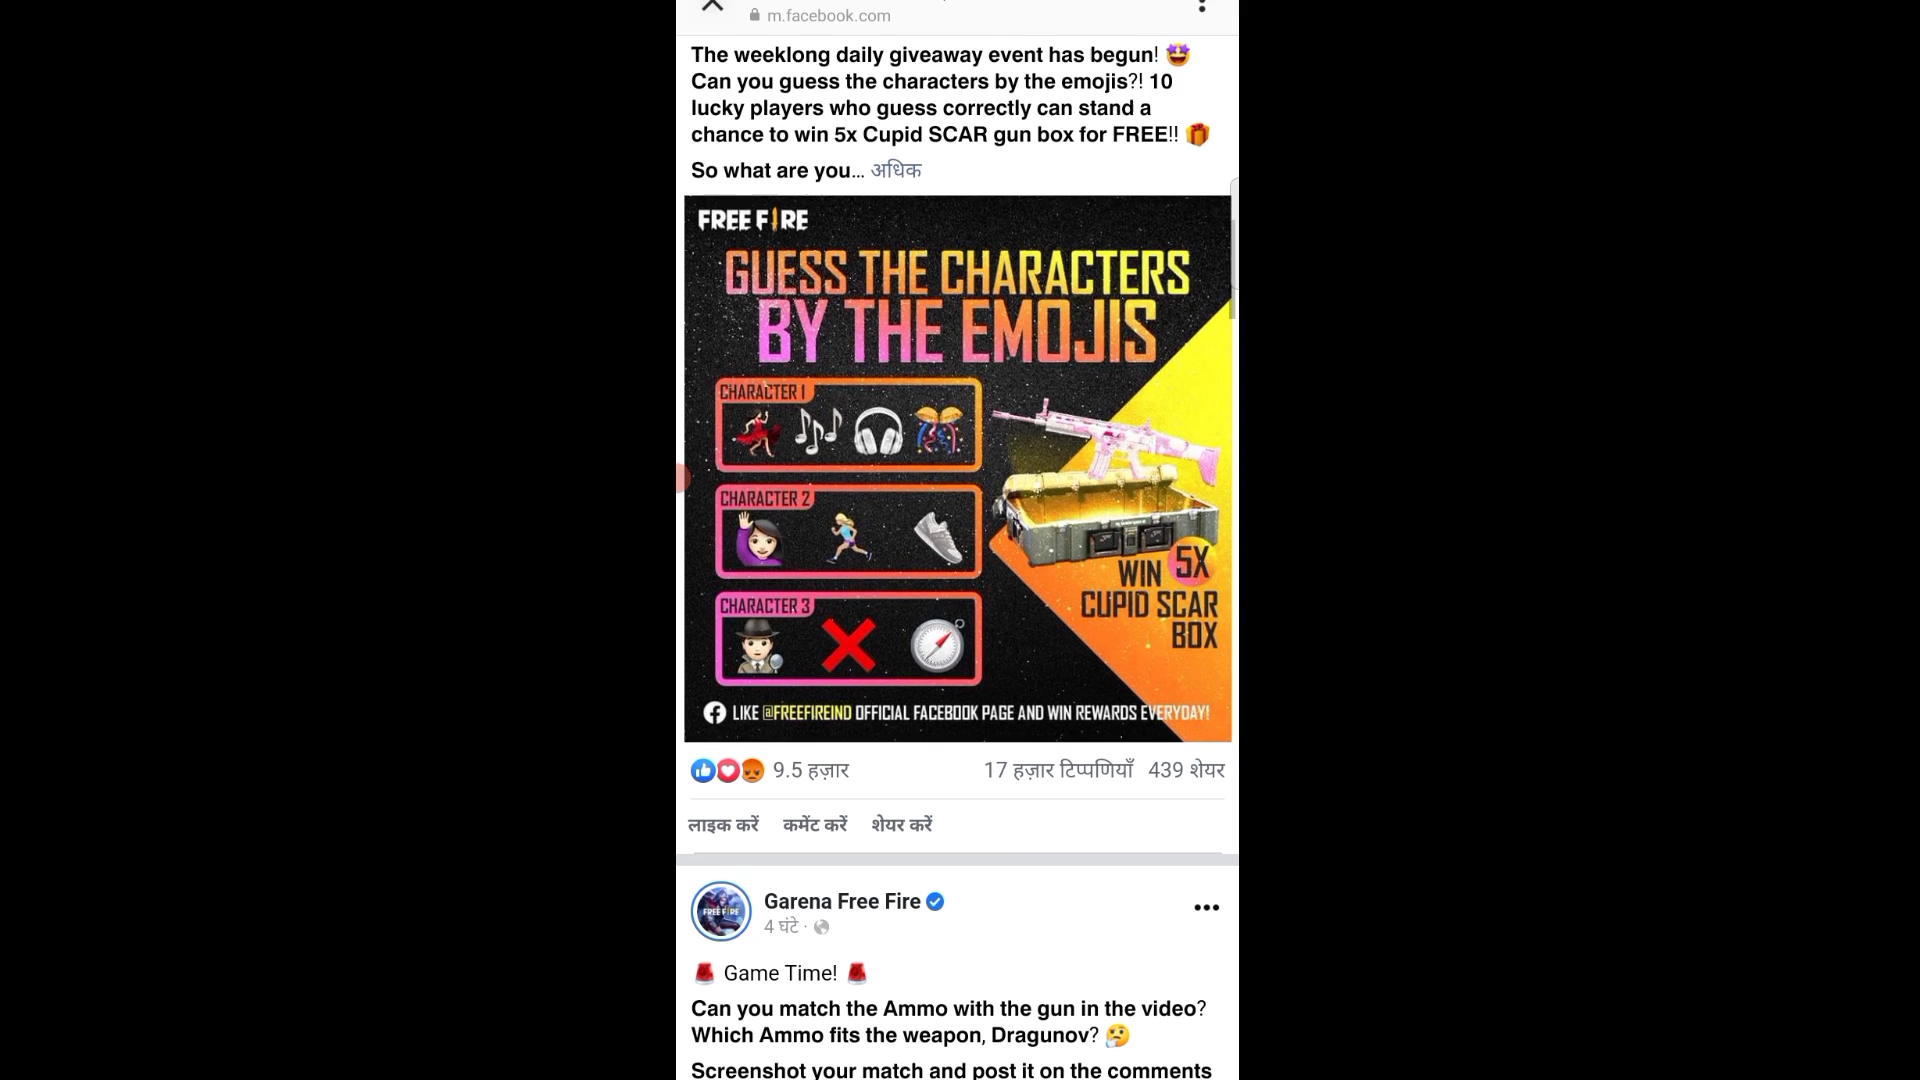 m.facebook.com
The weeklong daily giveaway event has begun! 🤩
Can you guess the characters by the emojis?! 10
lucky players who guess correctly can stand a
chance to win 5x Cupid SCAR gun box for FREE!! 🎁
So what are you... अधिक
FREE FIRE
GUESS THE CHARACTERS
BY THE EMOJIS
CHARACTER 1
CHARACTER 2
CHARACTER 3
WIN 5X
CUPID SCAR
BOX
LIKE @FREEFIREIND OFFICIAL FACEBOOK PAGE AND WIN REWARDS EVERYDAY!
9.5 हज़ार 17 हज़ार टिप्पणियाँ 439 शेयर
लाइक करें कमेंट करें शेयर करें
FREE FIRE
Garena Free Fire
4 घंटे ·
🚨 Game Time! 🚨
Can you match the Ammo with the gun in the video?
Which Ammo fits the weapon, Dragunov? 🤔
Screenshot your match and post it on the comments